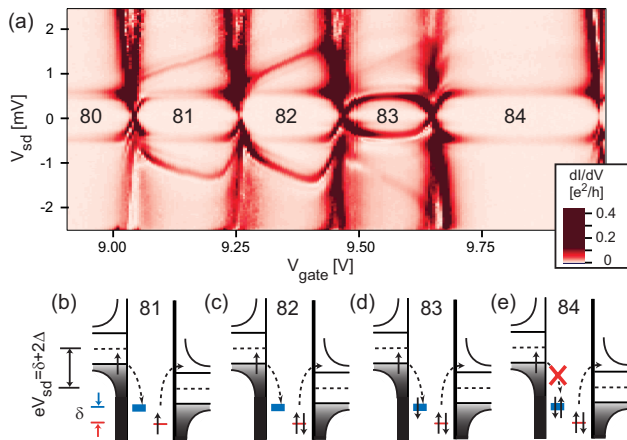 (a)
V_sd [mV]
2
1
0
-1
-2
80 81 82 83 84
9.00 9.25 9.50 9.75
V_gate [V]
dI/dV
[e²/h]
0.4
0.2
0
(b) 81 (c) 82 (d) 83 (e) 84
eV_sd=δ+2Δ
δ